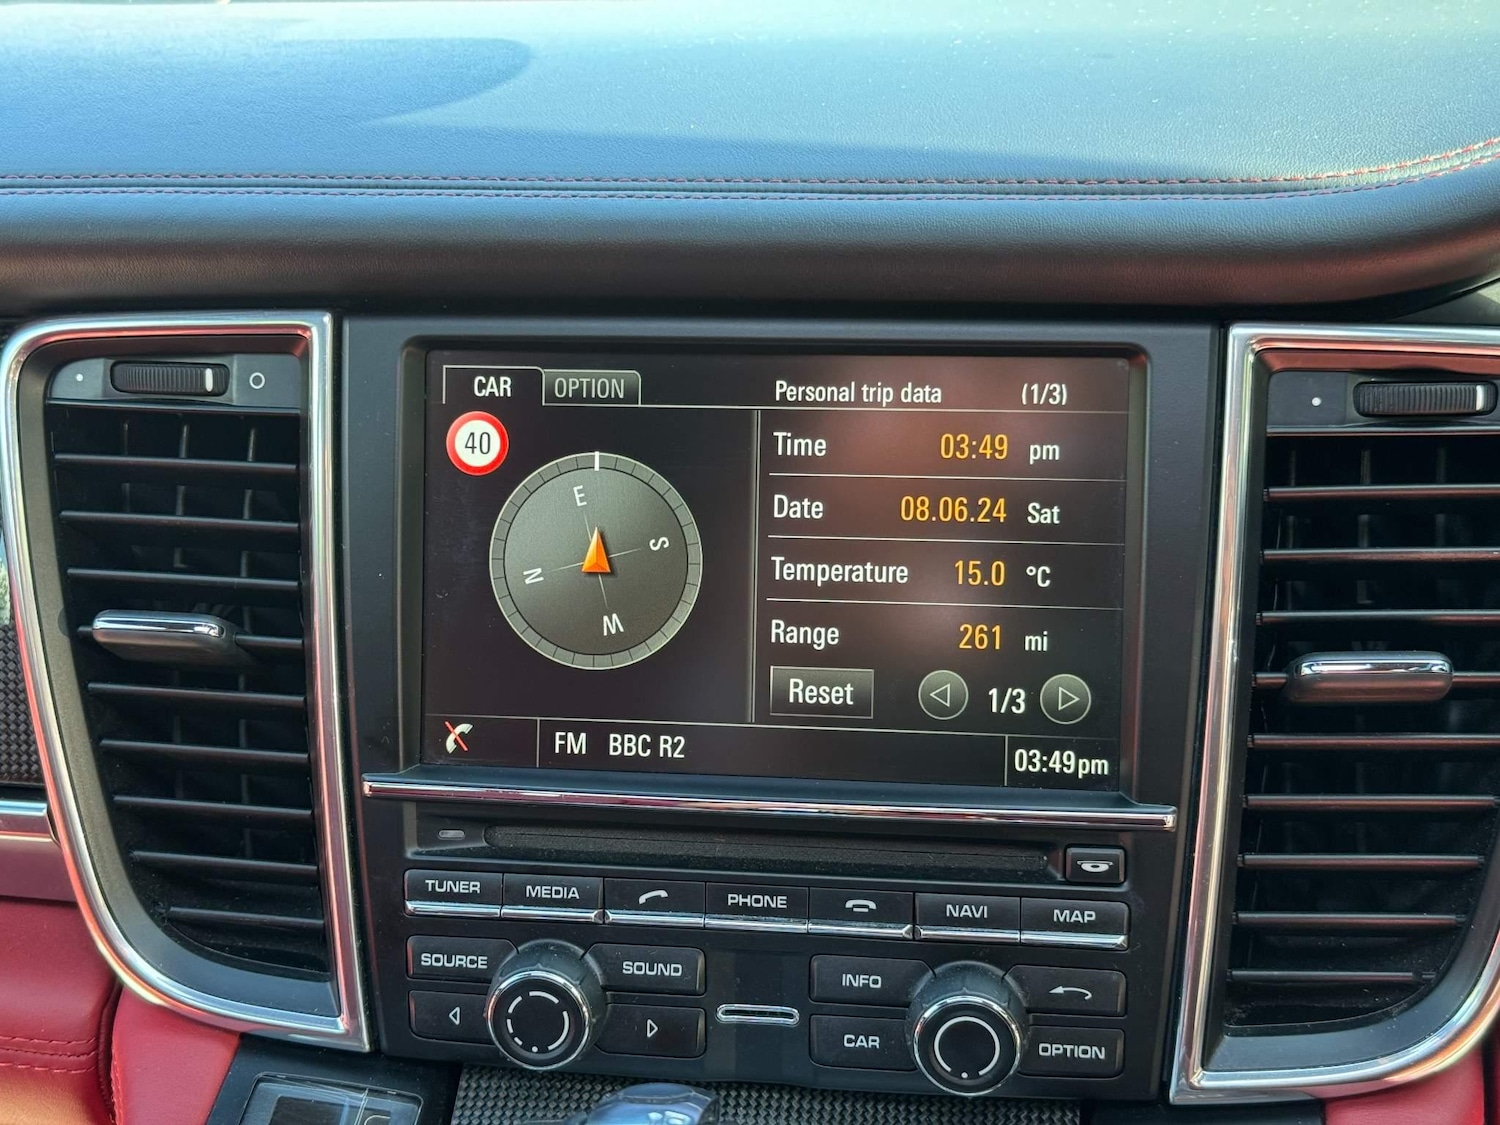 CAR OPTION Personal trip data (1/3)
40
Time 03:49 pm
E
Date 08.06.24 Sat
S
N
Temperature 15.0 °C
W
Range 261 mi
Reset 1/3
FM BBC R2 03:49pm
TUNER MEDIA PHONE NAVI MAP
SOURCE SOUND INFO
CAR OPTION